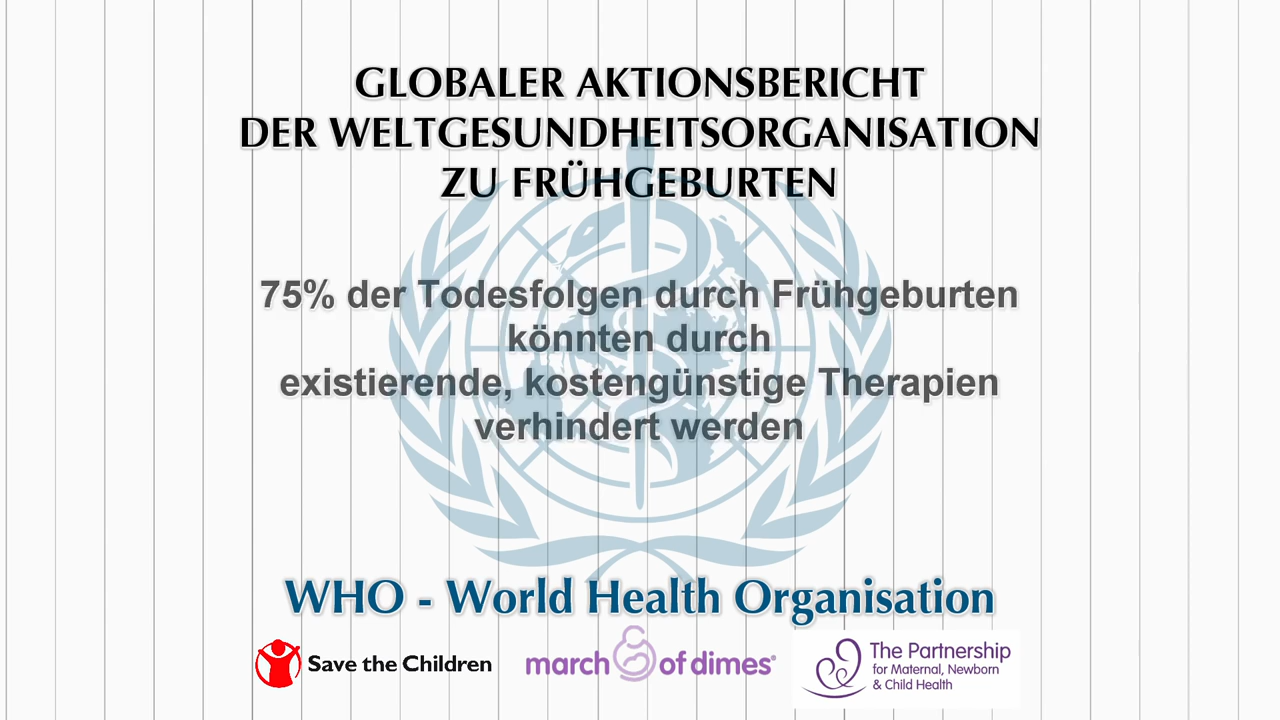 GLOBALER AKTIONSBERICHT
DER WELTGESUNDHEITSORGANISATION
ZU FRÜHGEBURTEN
75% der Todesfolgen durch Frühgeburten
könnten durch
existierende, kostengünstige Therapien
verhindert werden
WHO - World Health Organisation
Save the Children
march of dimes®
The Partnership
for Maternal, Newborn
& Child Health